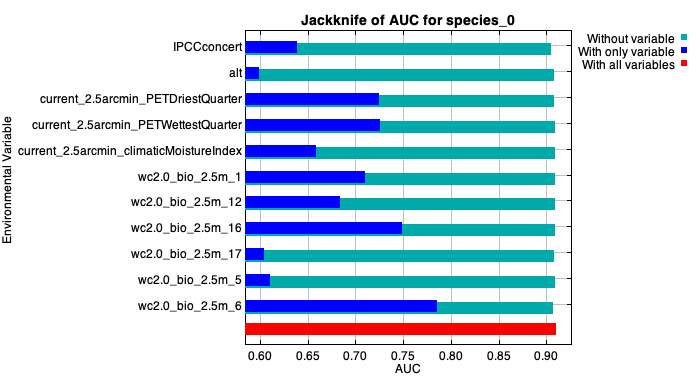 Jackknife of AUC for species_0
Without variable
With only variable
With all variables
Environmental Variable
IPCCconcert
alt
current_2.5arcmin_PETDriestQuarter
current_2.5arcmin_PETWettestQuarter
current_2.5arcmin_climaticMoistureIndex
wc2.0_bio_2.5m_1
wc2.0_bio_2.5m_12
wc2.0_bio_2.5m_16
wc2.0_bio_2.5m_17
wc2.0_bio_2.5m_5
wc2.0_bio_2.5m_6
0.60 0.65 0.70 0.75 0.80 0.85 0.90
AUC